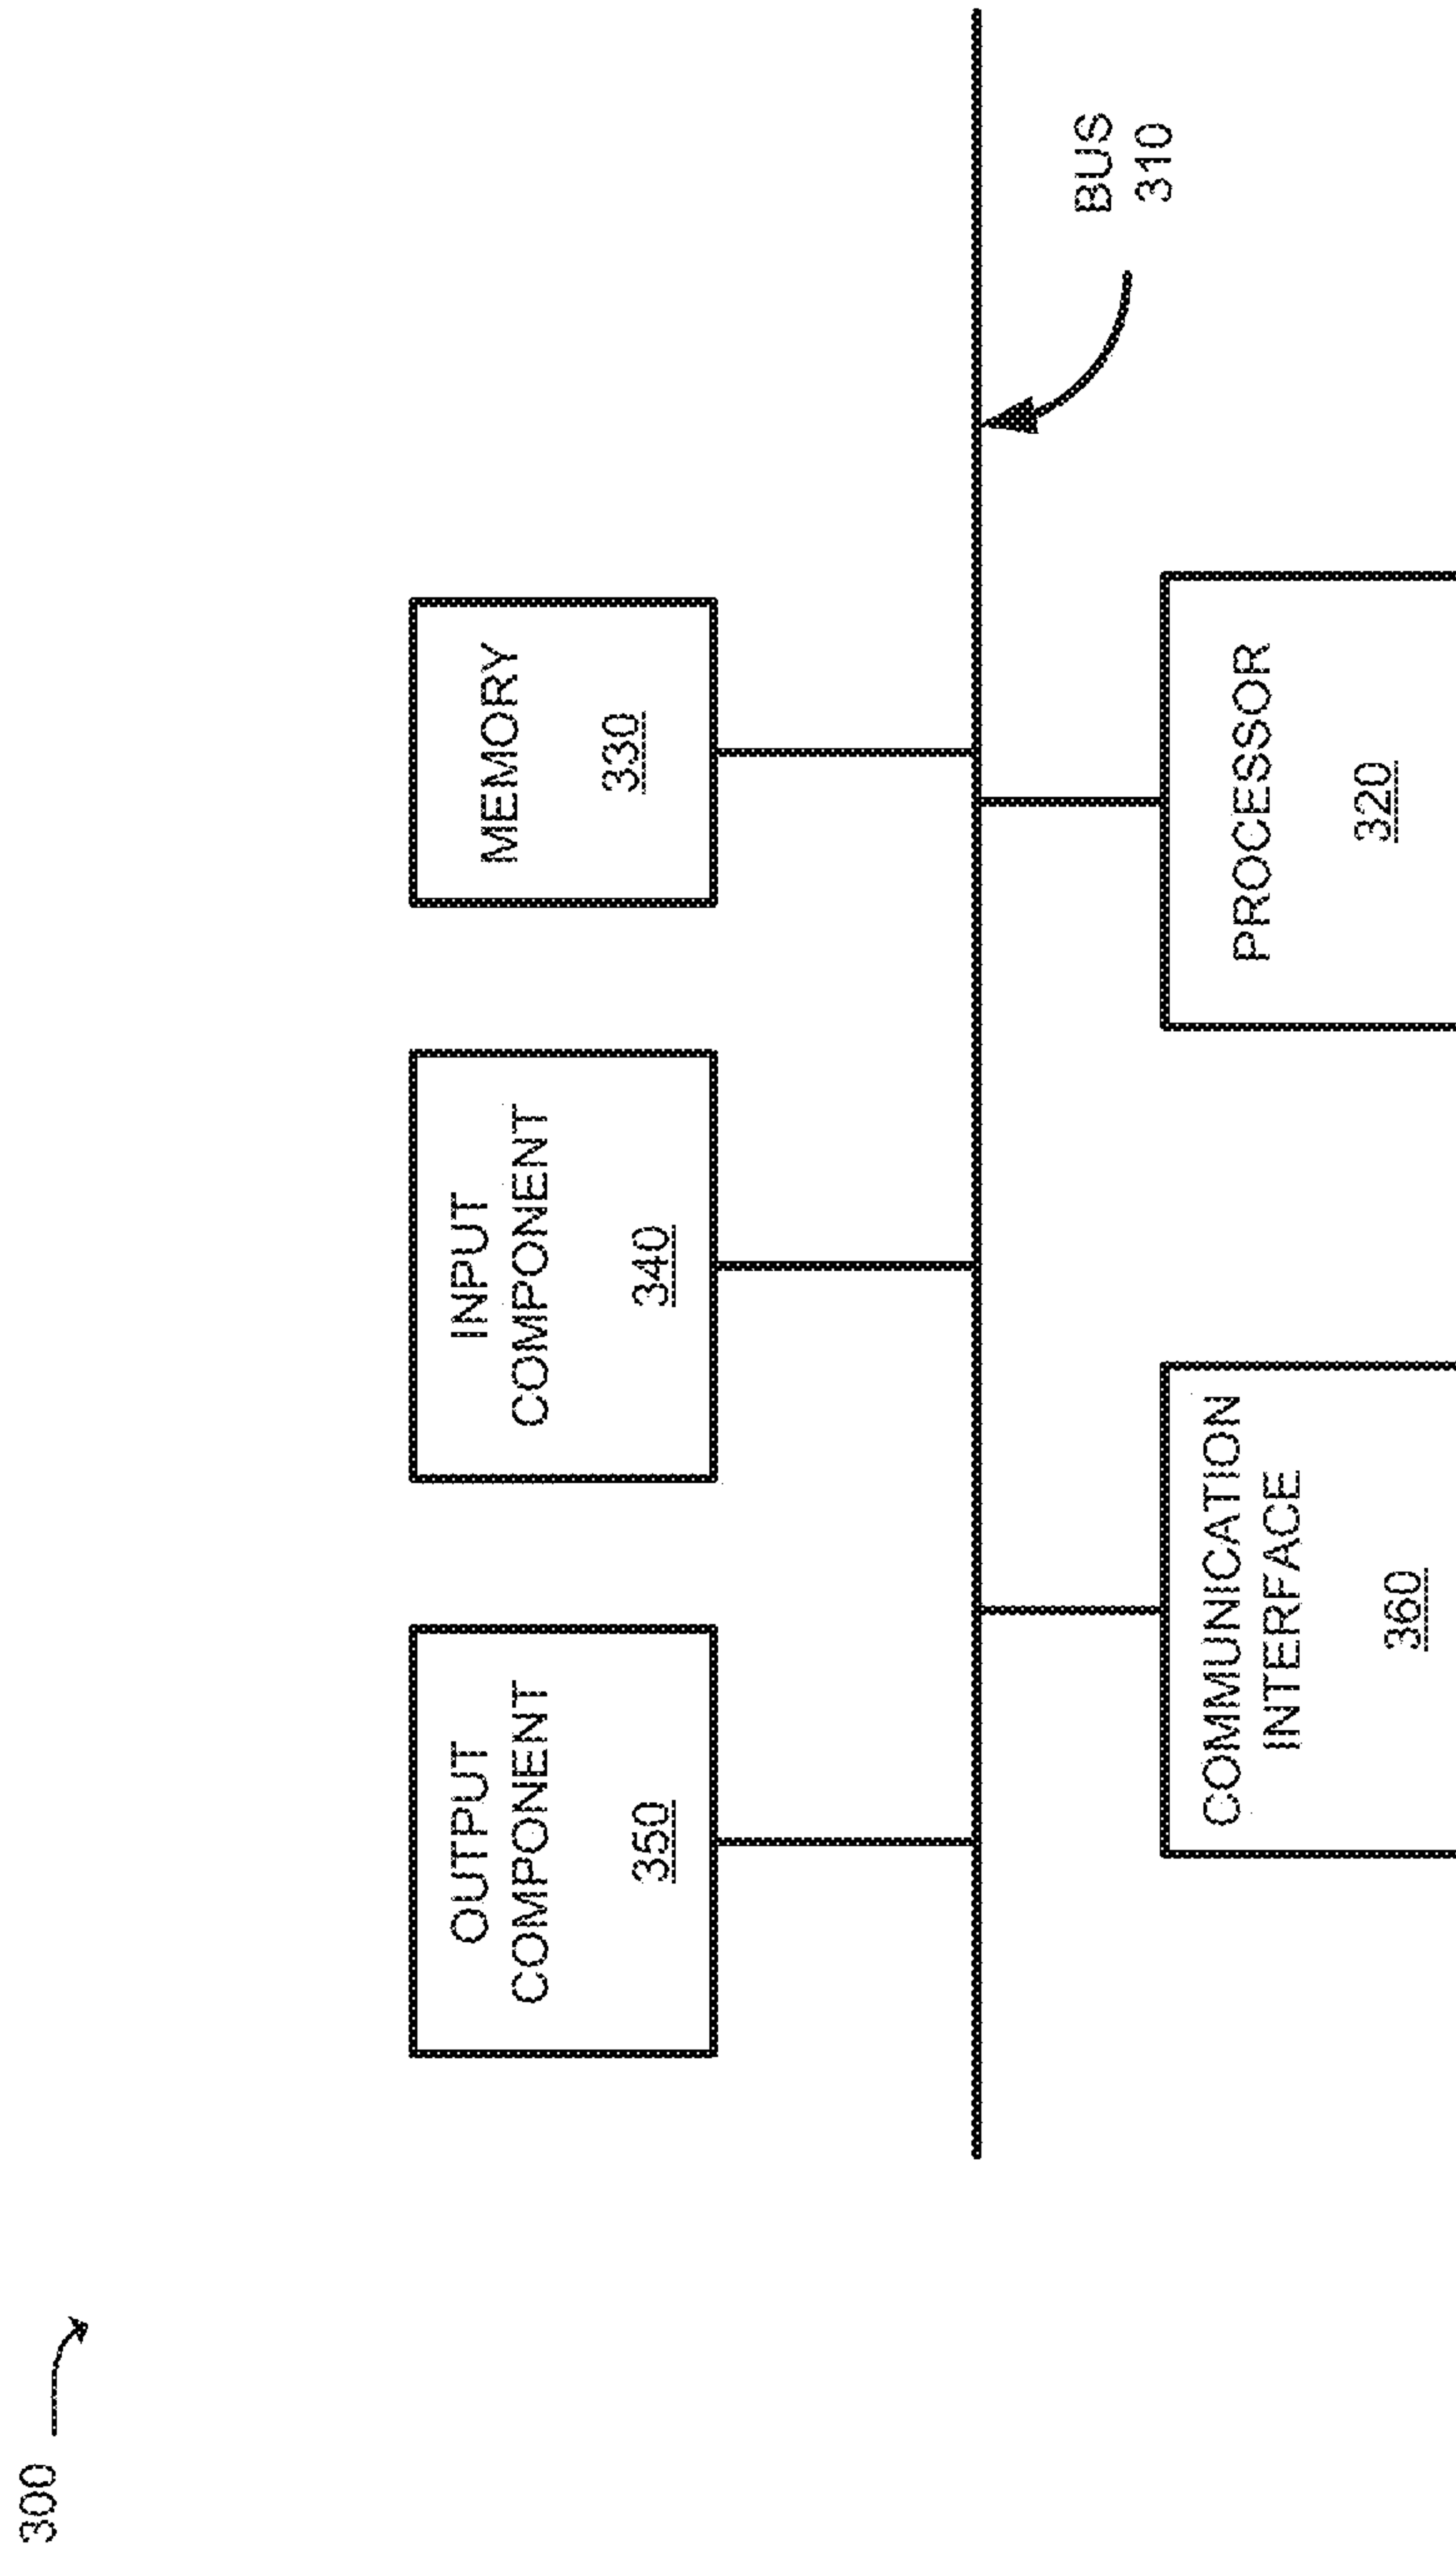 300
OUTPUT
COMPONENT
350
INPUT
COMPONENT
340
MEMORY
330
BUS
310
COMMUNICATION
INTERFACE
360
PROCESSOR
320